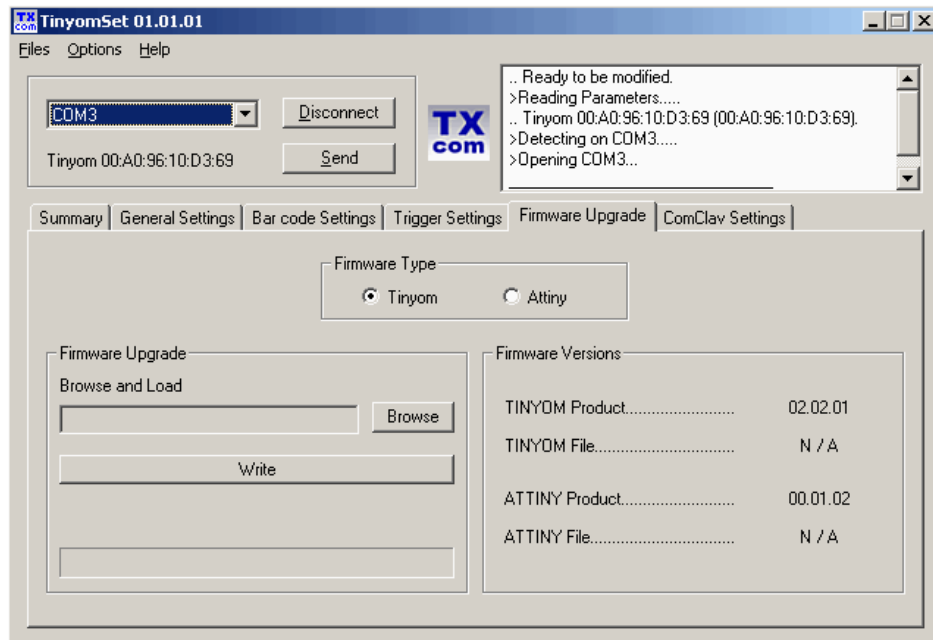 TX com TinyomSet 01.01.01
Files Options Help
COM3
Disconnect
Tinyom 00:A0:96:10:D3:69
Send
TX
com
.. Ready to be modified.
>Reading Parameters.....
.. Tinyom 00:A0:96:10:D3:69 (00:A0:96:10:D3:69).
>Detecting on COM3.....
>Opening COM3...
Summary General Settings Bar code Settings Trigger Settings Firmware Upgrade ComClav Settings
Firmware Type
Tinyom Attiny
Firmware Upgrade
Browse and Load
Browse
Write
Firmware Versions
TINYOM Product........................ 02.02.01
TINYOM File................................ N / A
ATTINY Product......................... 00.01.02
ATTINY File................................. N / A